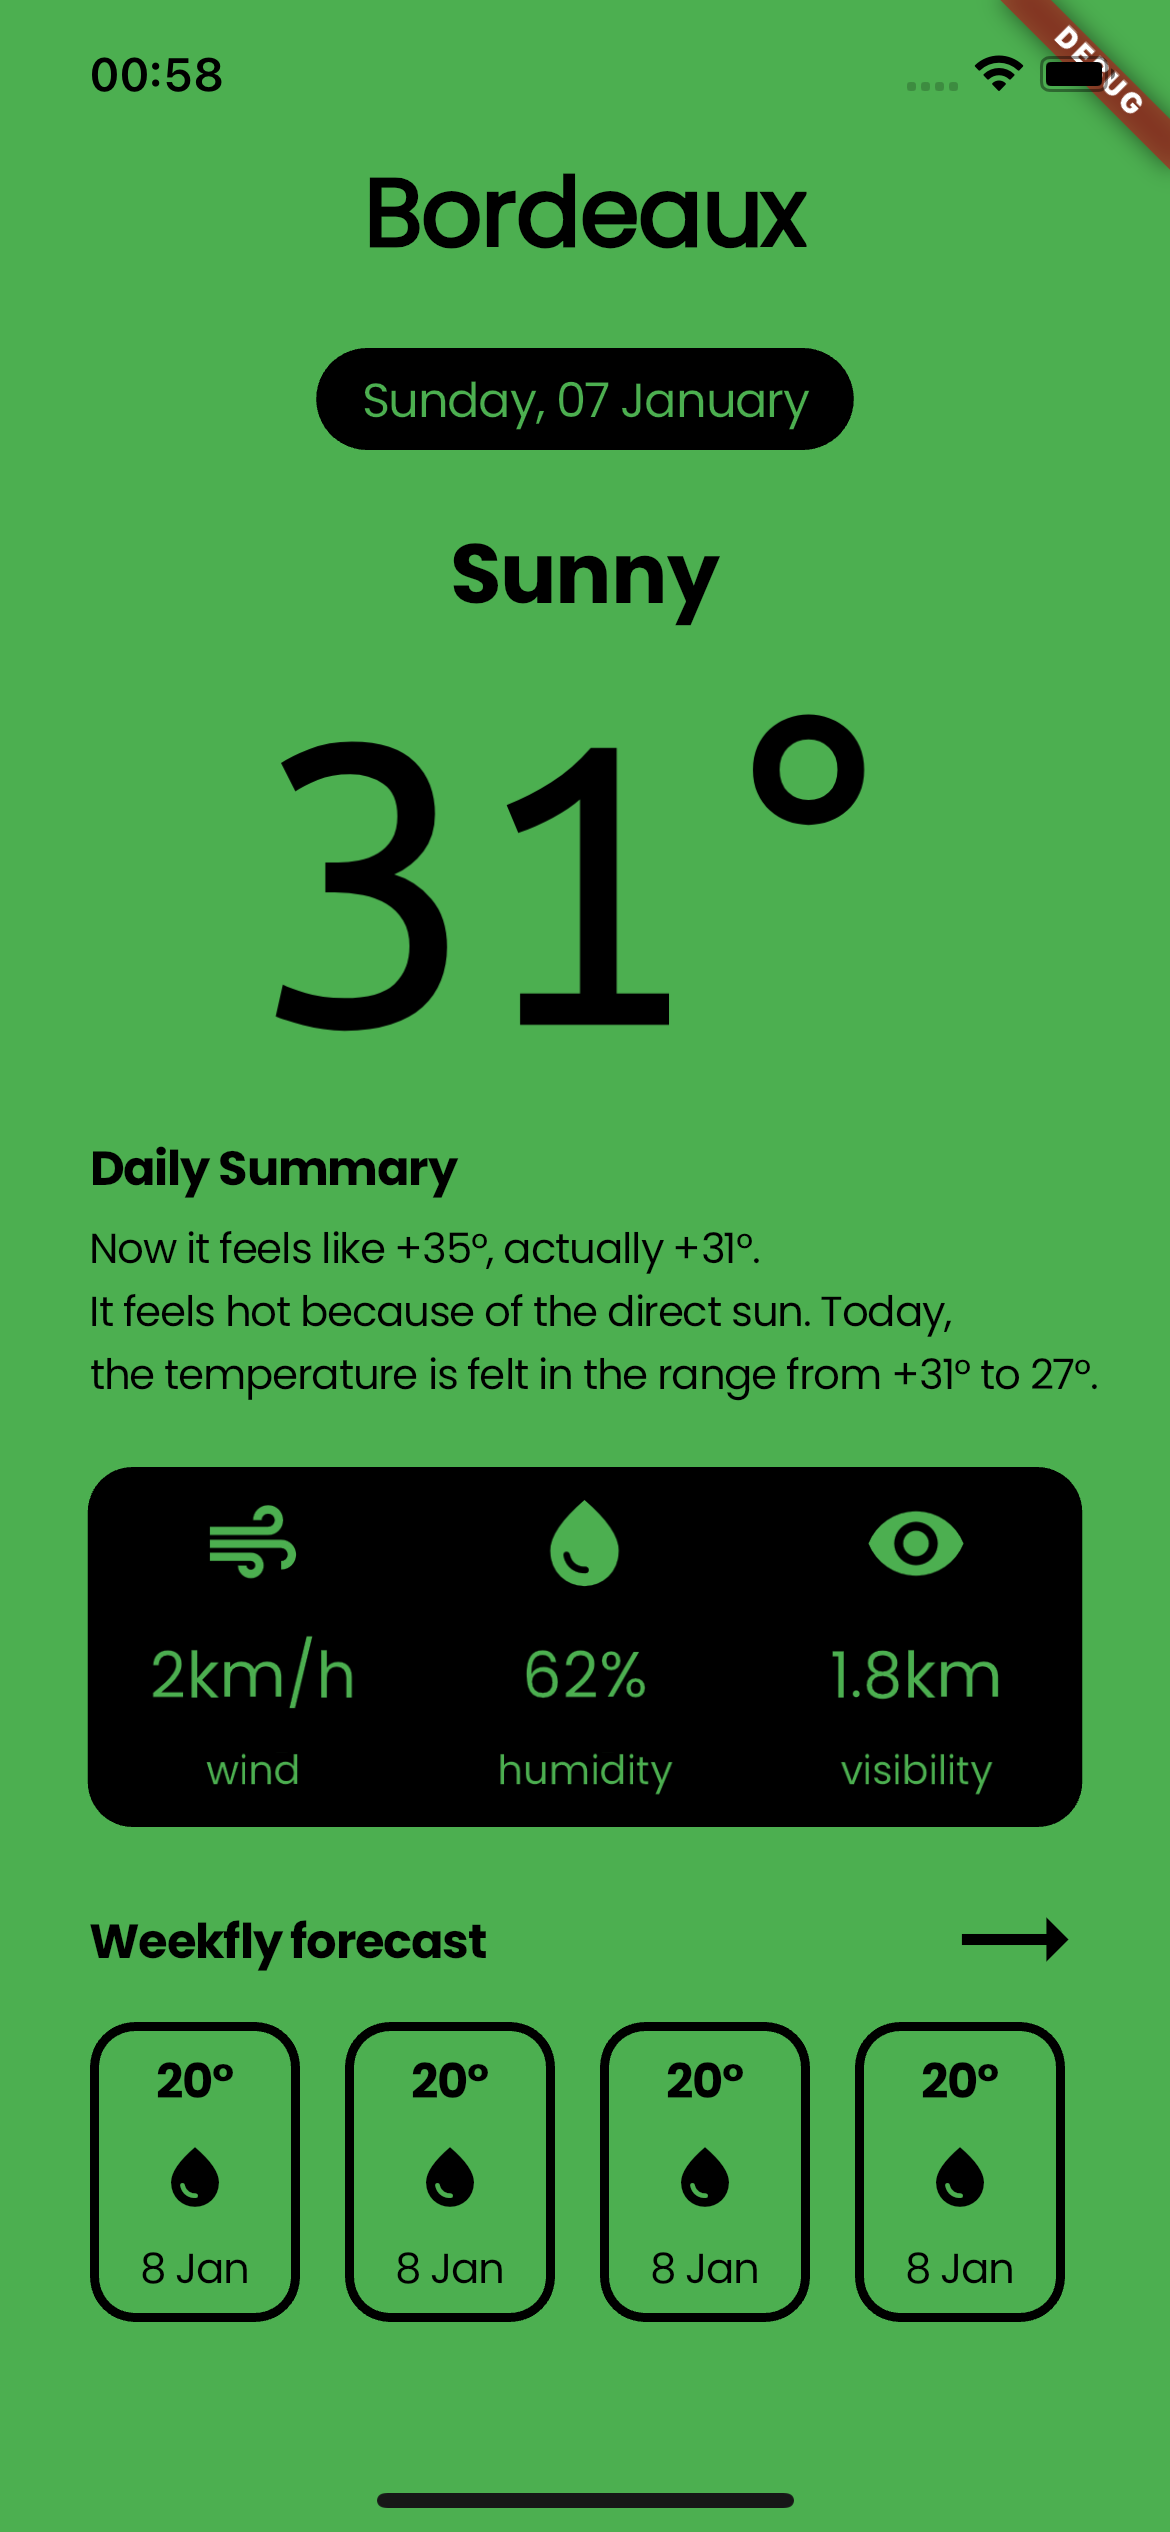 00:58
DEBUG
Bordeaux
Sunday, 07 January
Sunny
31°
Daily Summary
Now it feels like +35°, actually +31°.
It feels hot because of the direct sun. Today,
the temperature is felt in the range from +31° to 27°.
2km/h 62% 1.8km
wind humidity visibility
Weekfly forecast
20° 20° 20° 20°
8 Jan 8 Jan 8 Jan 8 Jan